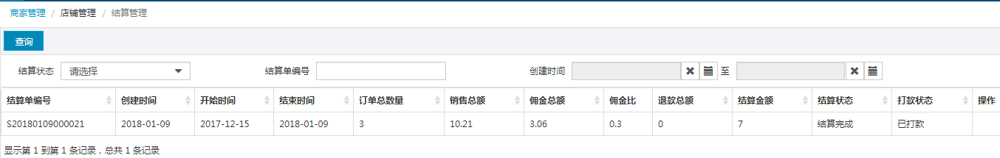 商家管理 / 店铺管理 / 结算管理
查询
结算状态 请选择 结算单编号 创建时间 至
结算单编号 创建时间 开始时间 结束时间 订单总数量 销售总额 佣金总额 佣金比 退款总额 结算金额 结算状态 打款状态 操作
S20180109000021 2018-01-09 2017-12-15 2018-01-09 3 10.21 3.06 0.3 0 7 结算完成 已打款
显示第 1 到第 1 条记录，总共 1 条记录